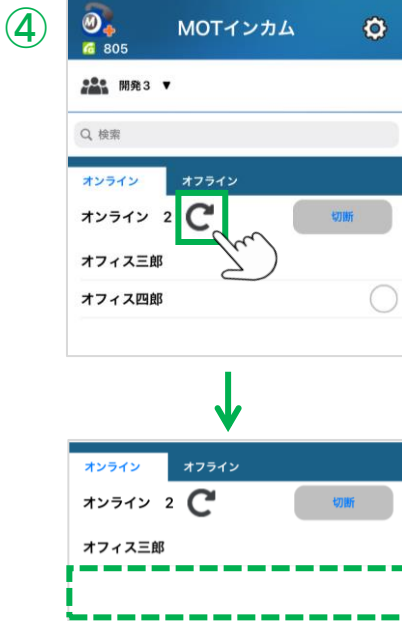 ④
MOTインカム
805
開発3 ▼
検索
オンライン オフライン
オンライン 2 切断
オフィス三郎
オフィス四郎
オンライン オフライン
オンライン 2 切断
オフィス三郎